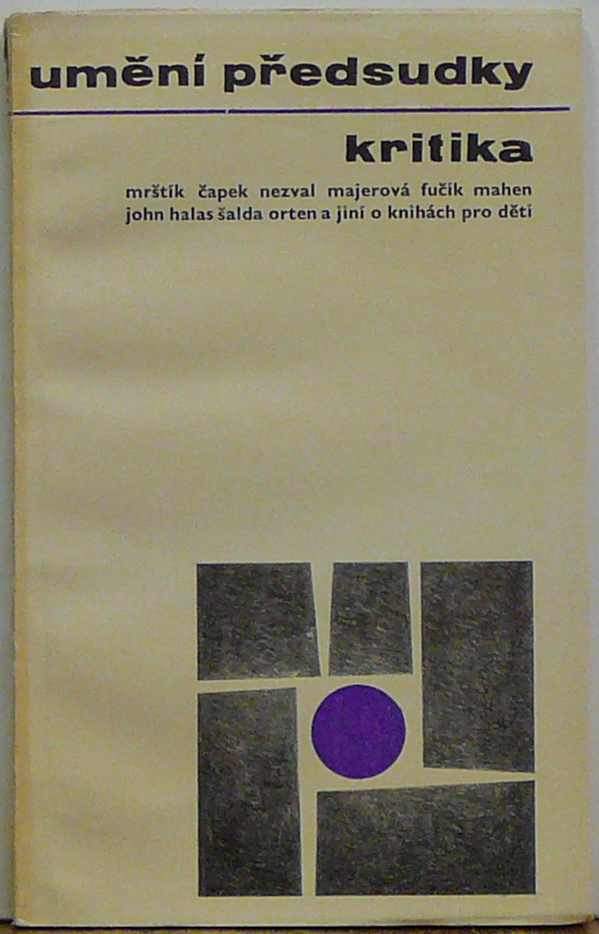 umění předsudky
kritika
mrštík čapek nezval majerová fučík mahen
john halas šalda orten a jiní o knihách pro děti